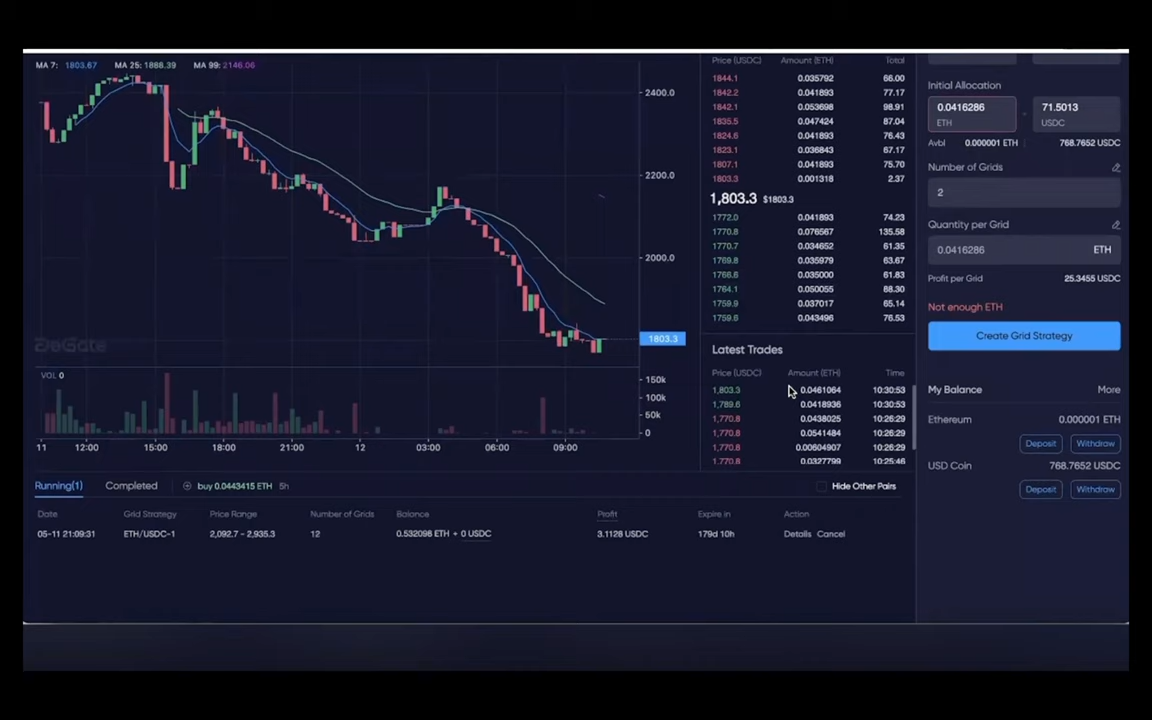 MA 7: 1803.67 MA 25: 1888.39 MA 99: 2146.06
2400.0
2200.0
2000.0
1803.3
DeGate
VOL 0
150k
100k
50k
0
11 12:00 15:00 18:00 21:00 12 03:00 06:00 09:00
Price (USDC) Amount (ETH) Total
1844.1 0.035792 66.00
1842.2 0.041893 77.17
1842.1 0.053698 98.91
1835.5 0.047424 87.04
1824.6 0.041893 76.43
1823.1 0.036843 67.17
1807.1 0.041893 75.70
1803.3 0.001318 2.37
1,803.3 $1803.3
1772.0 0.041893 74.23
1770.8 0.076567 135.58
1770.7 0.034652 61.35
1769.8 0.035979 63.67
1766.6 0.035000 61.83
1764.1 0.050055 88.30
1759.9 0.037017 65.14
1759.6 0.043496 76.53
Latest Trades
Price (USDC) Amount (ETH) Time
1,803.3 0.0461064 10:30:53
1,789.6 0.0418936 10:30:53
1,770.8 0.0438025 10:26:29
1,770.8 0.0541484 10:26:29
1,770.8 0.00604907 10:26:29
1,770.8 0.0327799 10:25:46
Initial Allocation
0.0416286 71.5013
ETH USDC
Avbl 0.000001 ETH 768.7652 USDC
Number of Grids
2
Quantity per Grid
0.0416286 ETH
Profit per Grid 25.3455 USDC
Not enough ETH
Create Grid Strategy
My Balance More
Ethereum 0.000001 ETH
Deposit Withdraw
USD Coin 768.7652 USDC
Deposit Withdraw
Running(1) Completed buy 0.0443415 ETH 5h Hide Other Pairs
Date Grid Strategy Price Range Number of Grids Balance Profit Expire in Action
05-11 21:09:31 ETH/USDC-1 2,092.7 - 2,935.3 12 0.532096 ETH + 0 USDC 3.1128 USDC 179d 10h Details Cancel